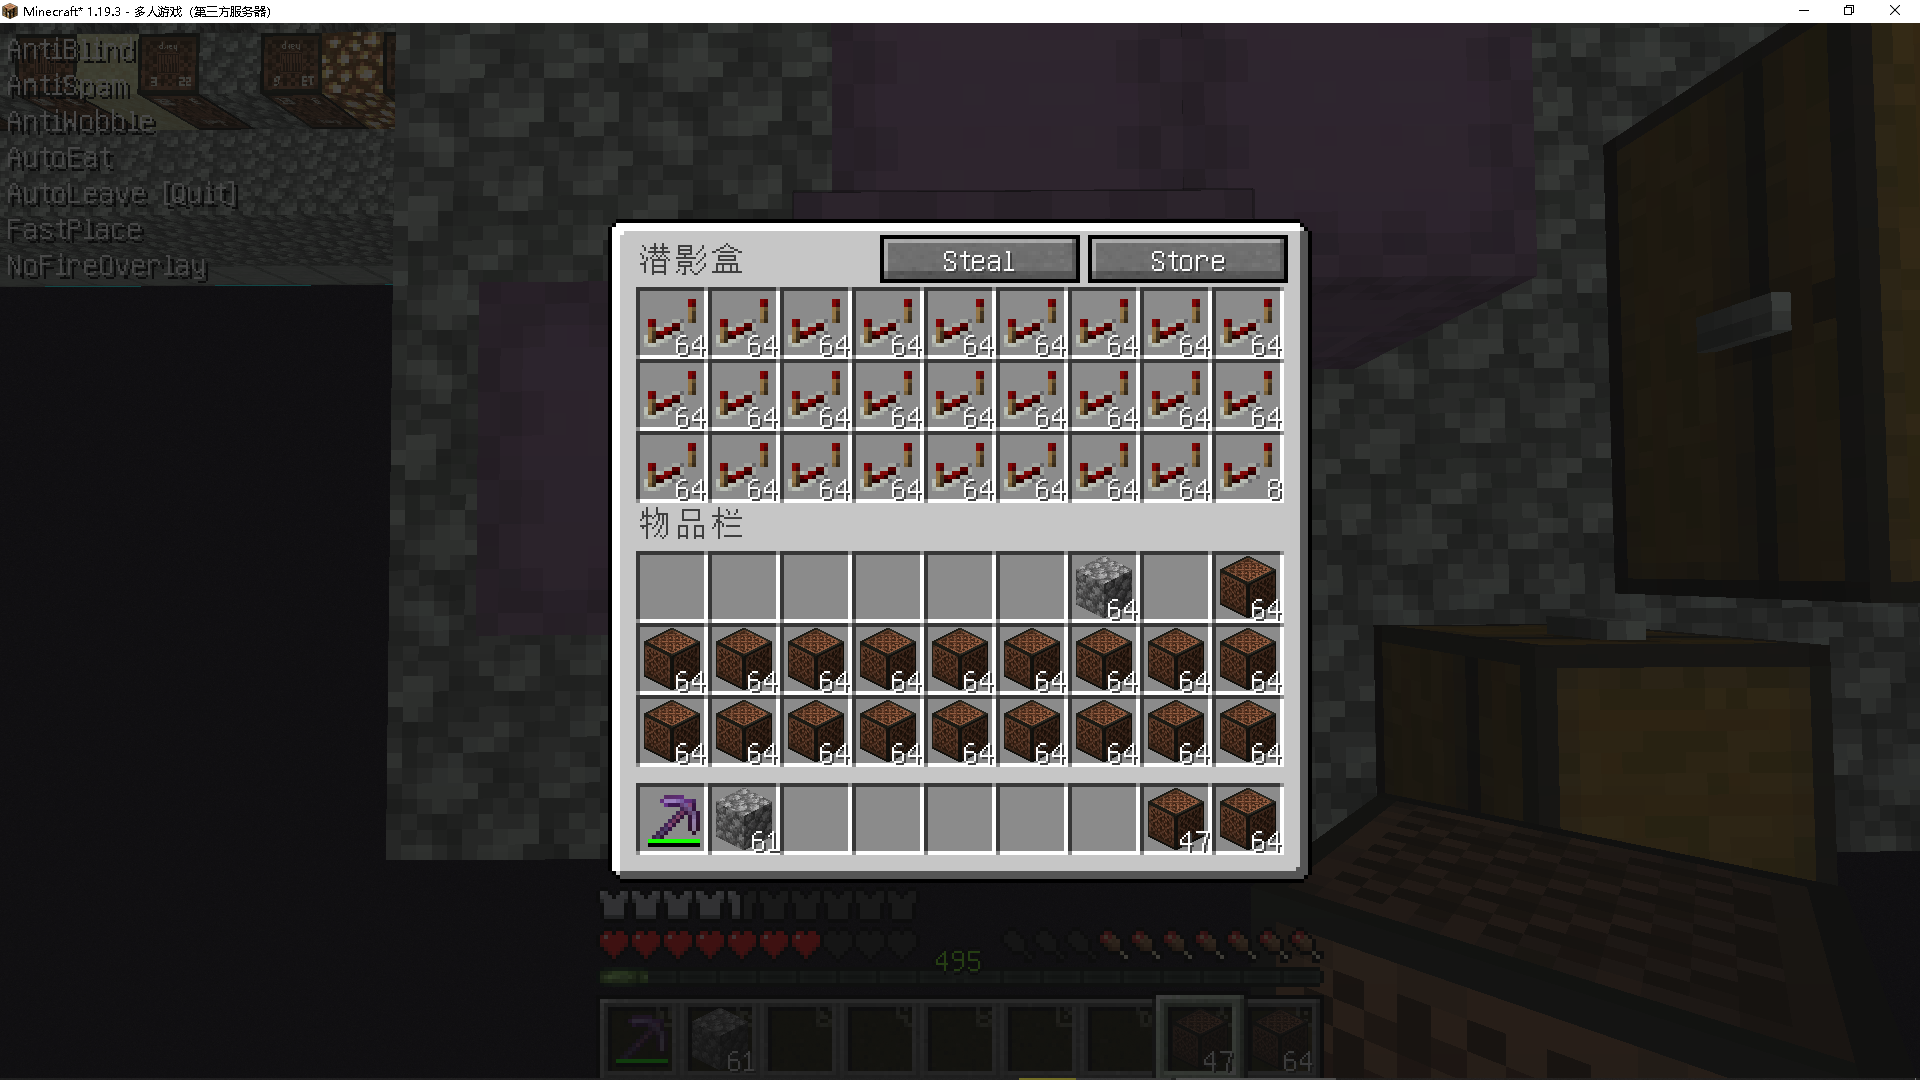 Minecraft* 1.19.3 - 多人游戏（第三方服务器）
AntiBlind
AntiSpam
AntiWobble
AutoEat
AutoLeave [Quit]
FastPlace
NoFireOverlay
潜影盒 Steal Store
64 64 64 64 64 64 64 64 64
64 64 64 64 64 64 64 64 64
64 64 64 64 64 64 64 64 8
物品栏
64 64
64 64 64 64 64 64 64 64 64
64 64 64 64 64 64 64 64 64
61 47 64
495
61 47 64